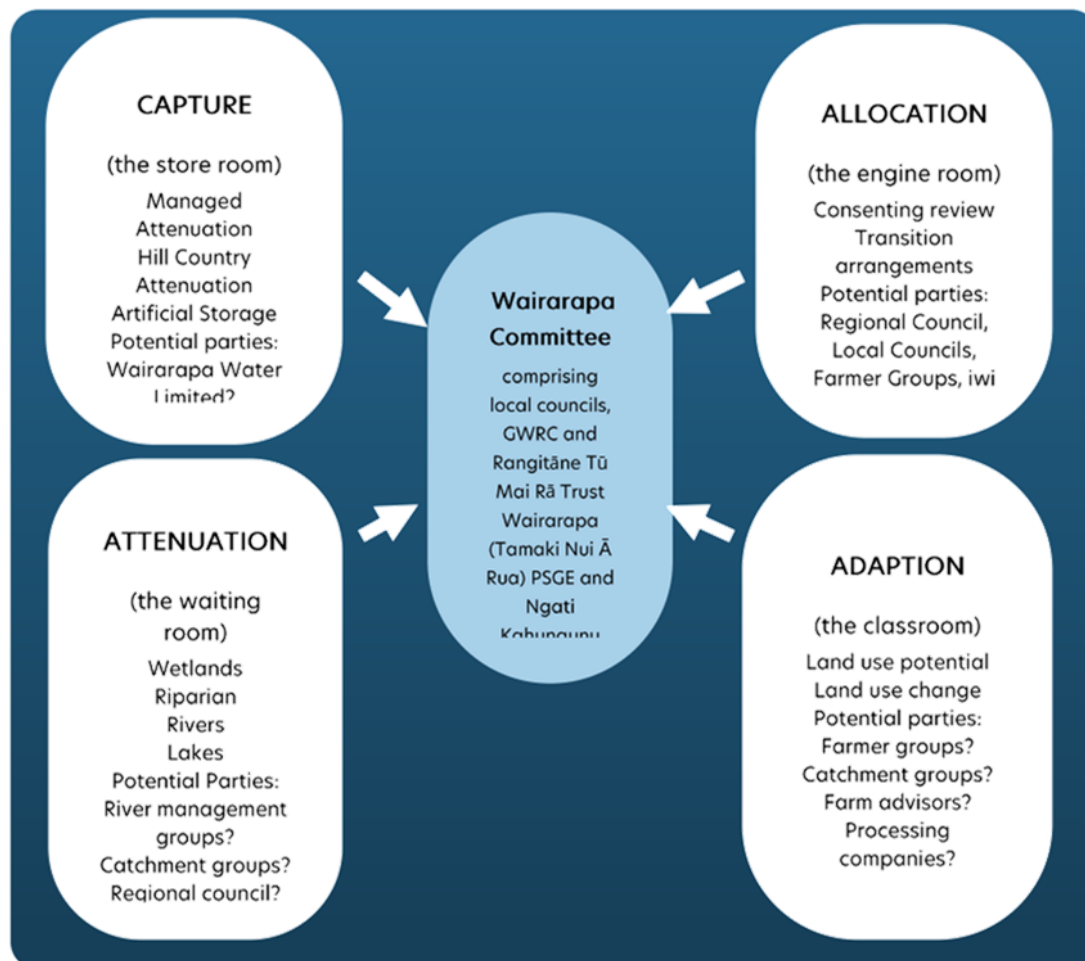 CAPTURE
(the store room)
Managed
Attenuation
Hill Country
Attenuation
Artificial Storage
Potential parties:
Wairarapa Water
Limited?
ALLOCATION
(the engine room)
Consenting review
Transition
arrangements
Potential parties:
Regional Council,
Local Councils,
Farmer Groups, iwi
Wairarapa
Committee
comprising
local councils,
GWRC and
Rangitāne Tū
Mai Rā Trust
Wairarapa
(Tamaki Nui Ā
Rua) PSGE and
Ngati
Kahungunu
ATTENUATION
(the waiting
room)
Wetlands
Riparian
Rivers
Lakes
Potential Parties:
River management
groups?
Catchment groups?
Regional council?
ADAPTION
(the classroom)
Land use potential
Land use change
Potential parties:
Farmer groups?
Catchment groups?
Farm advisors?
Processing
companies?